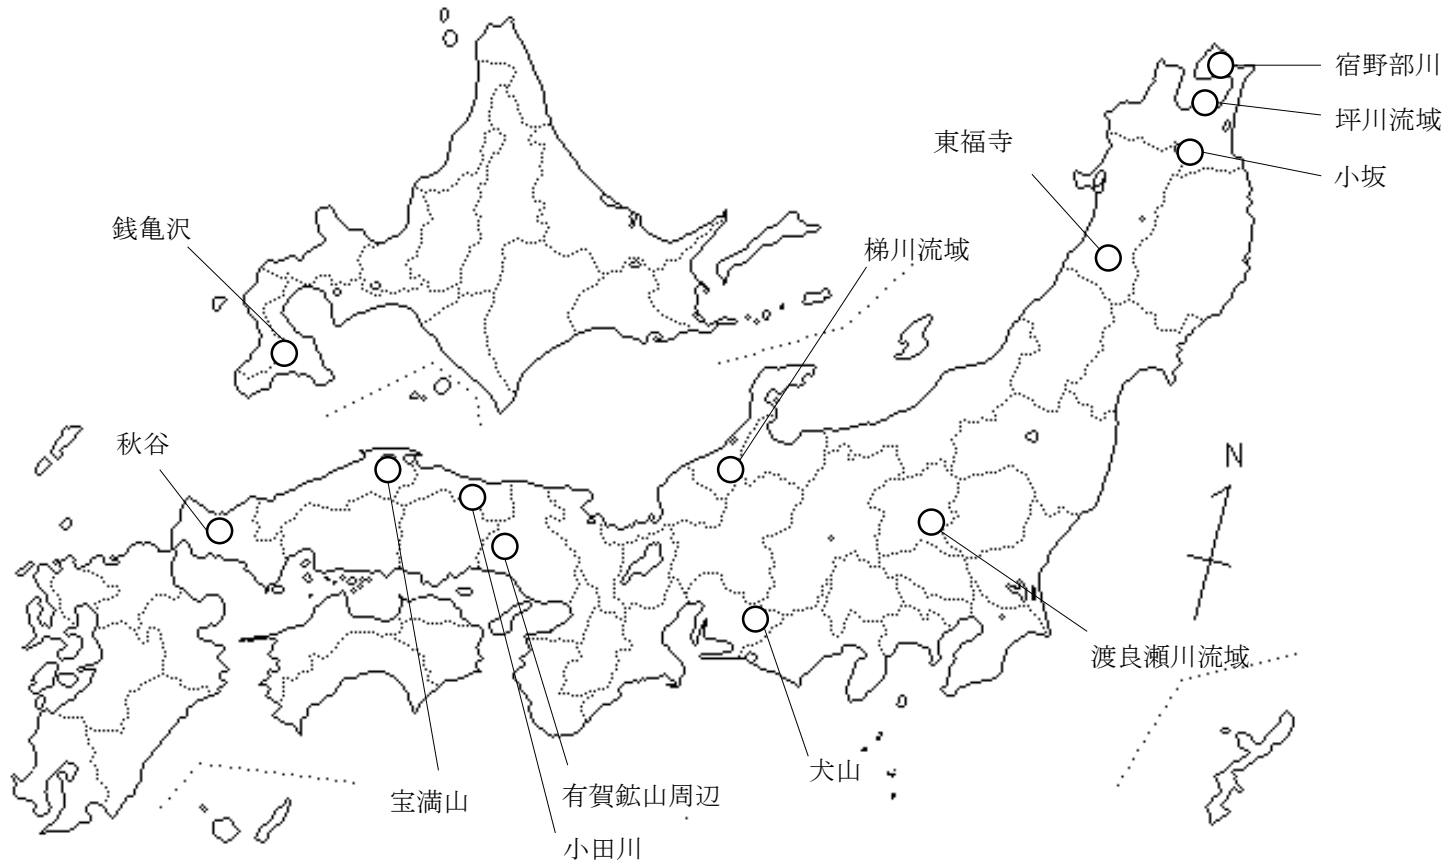 宿野部川
坪川流域
東福寺
小坂
銭亀沢
梯川流域
秋谷
N
渡良瀬川流域
犬山
宝満山
有賀鉱山周辺
小田川